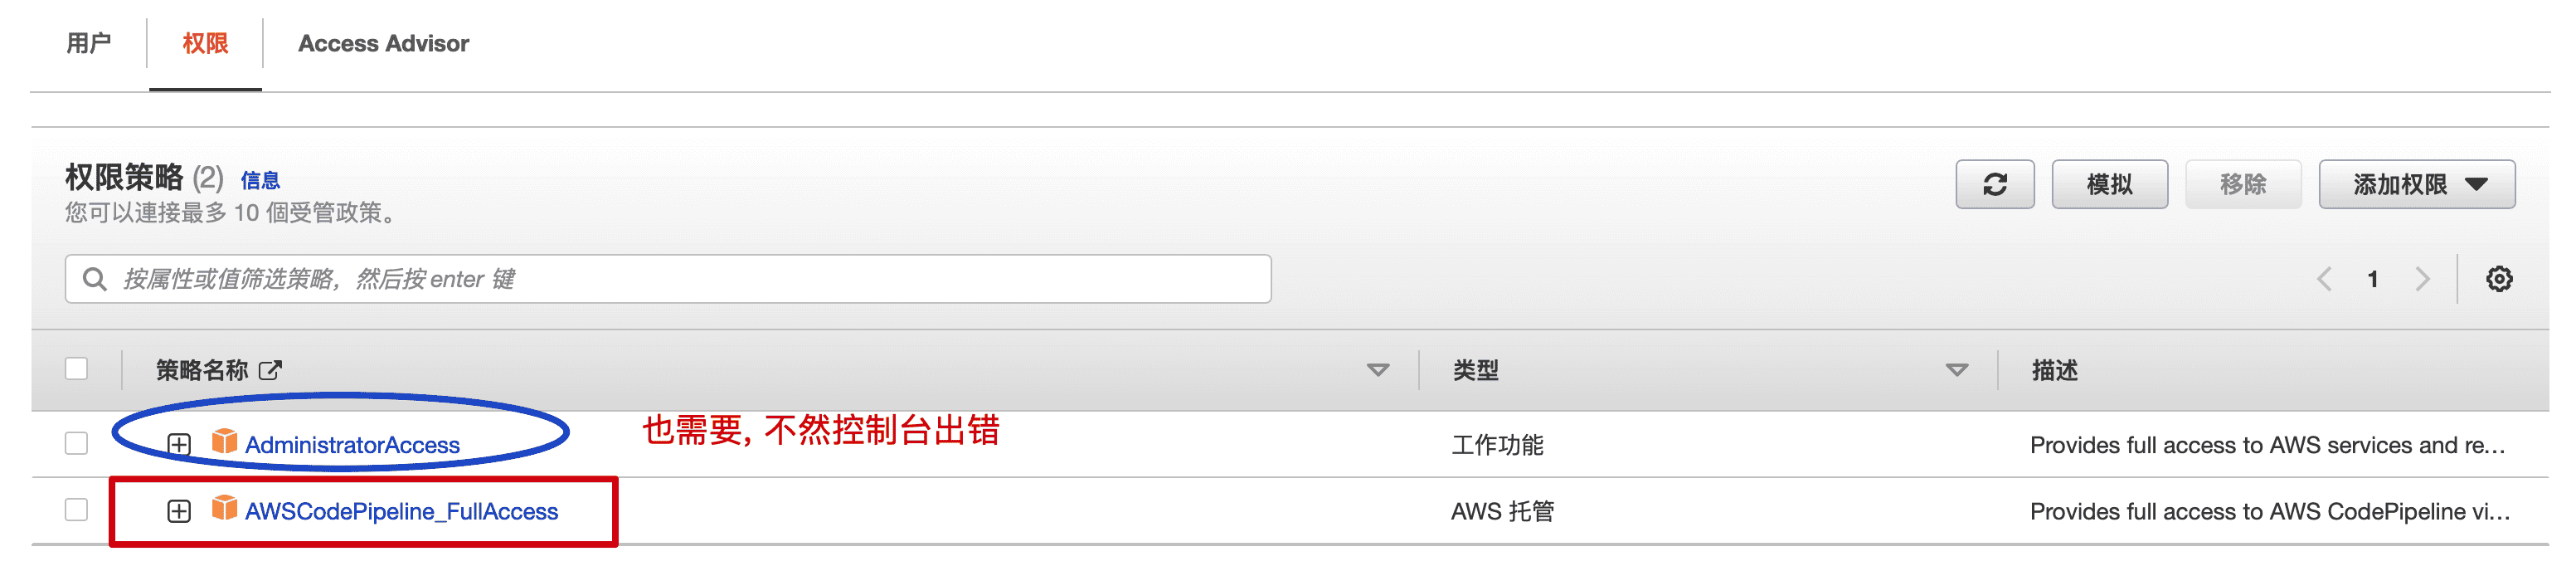 用户 权限 Access Advisor
权限策略 (2) 信息
您可以連接最多 10 個受管政策。
模拟 移除 添加权限
按属性或值筛选策略，然后按 enter 键
1
策略名称 类型 描述
也需要, 不然控制台出错
AdministratorAccess 工作功能 Provides full access to AWS services and re...
AWSCodePipeline_FullAccess AWS 托管 Provides full access to AWS CodePipeline vi...